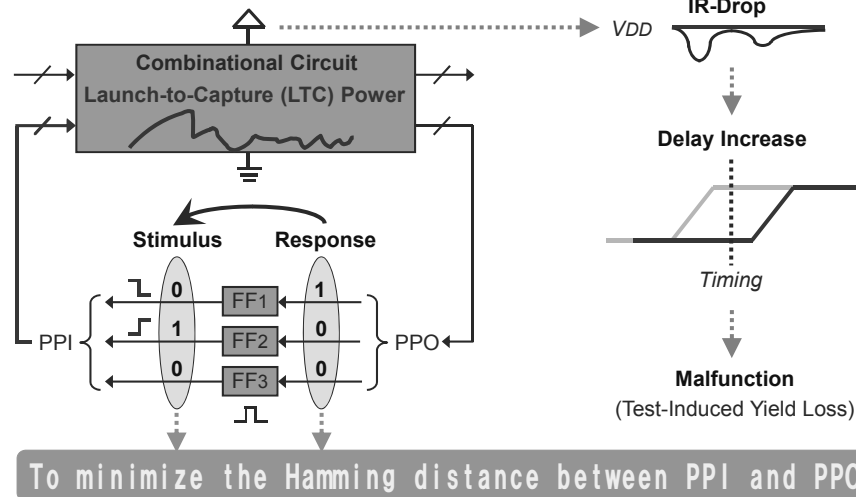 IR-Drop
VDD
Combinational Circuit
Launch-to-Capture (LTC) Power
Delay Increase
Stimulus
Response
0
FF1
1
1
FF2
0
0
FF3
0
PPI
PPO
Timing
Malfunction
(Test-Induced Yield Loss)
To minimize the Hamming distance between PPI and PPO